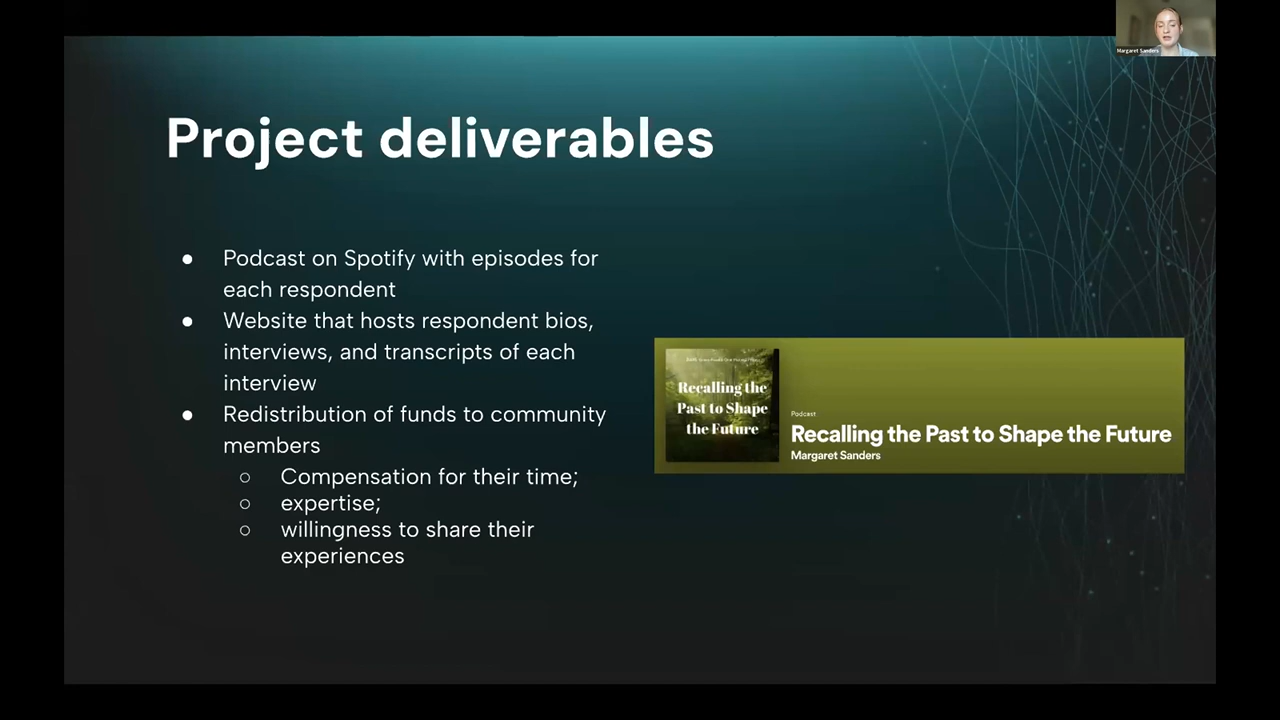 Margaret Sanders
Project deliverables
● Podcast on Spotify with episodes for
each respondent
● Website that hosts respondent bios,
interviews, and transcripts of each
interview
● Redistribution of funds to community
members
○ Compensation for their time;
○ expertise;
○ willingness to share their
experiences
Recalling the
Past to Shape
the Future
Podcast
Recalling the Past to Shape the Future
Margaret Sanders